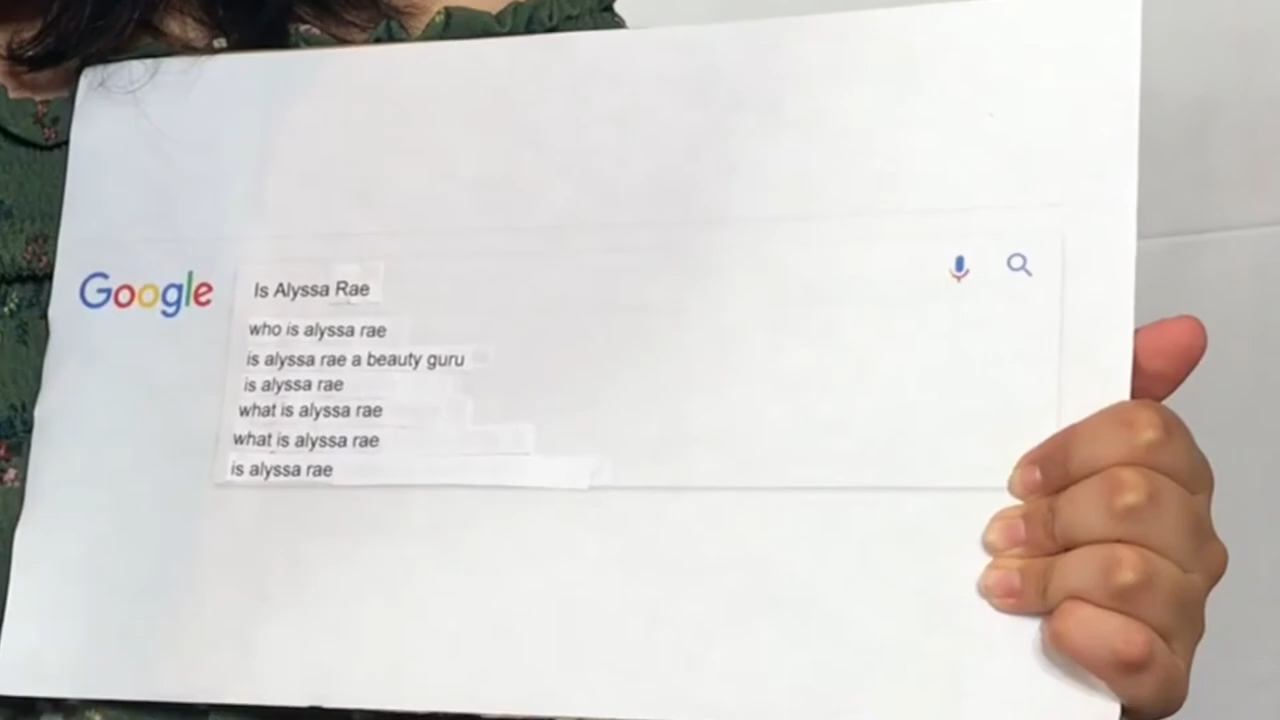 Google
Is Alyssa Rae
who is alyssa rae
is alyssa rae a beauty guru
is alyssa rae
what is alyssa rae
what is alyssa rae
is alyssa rae